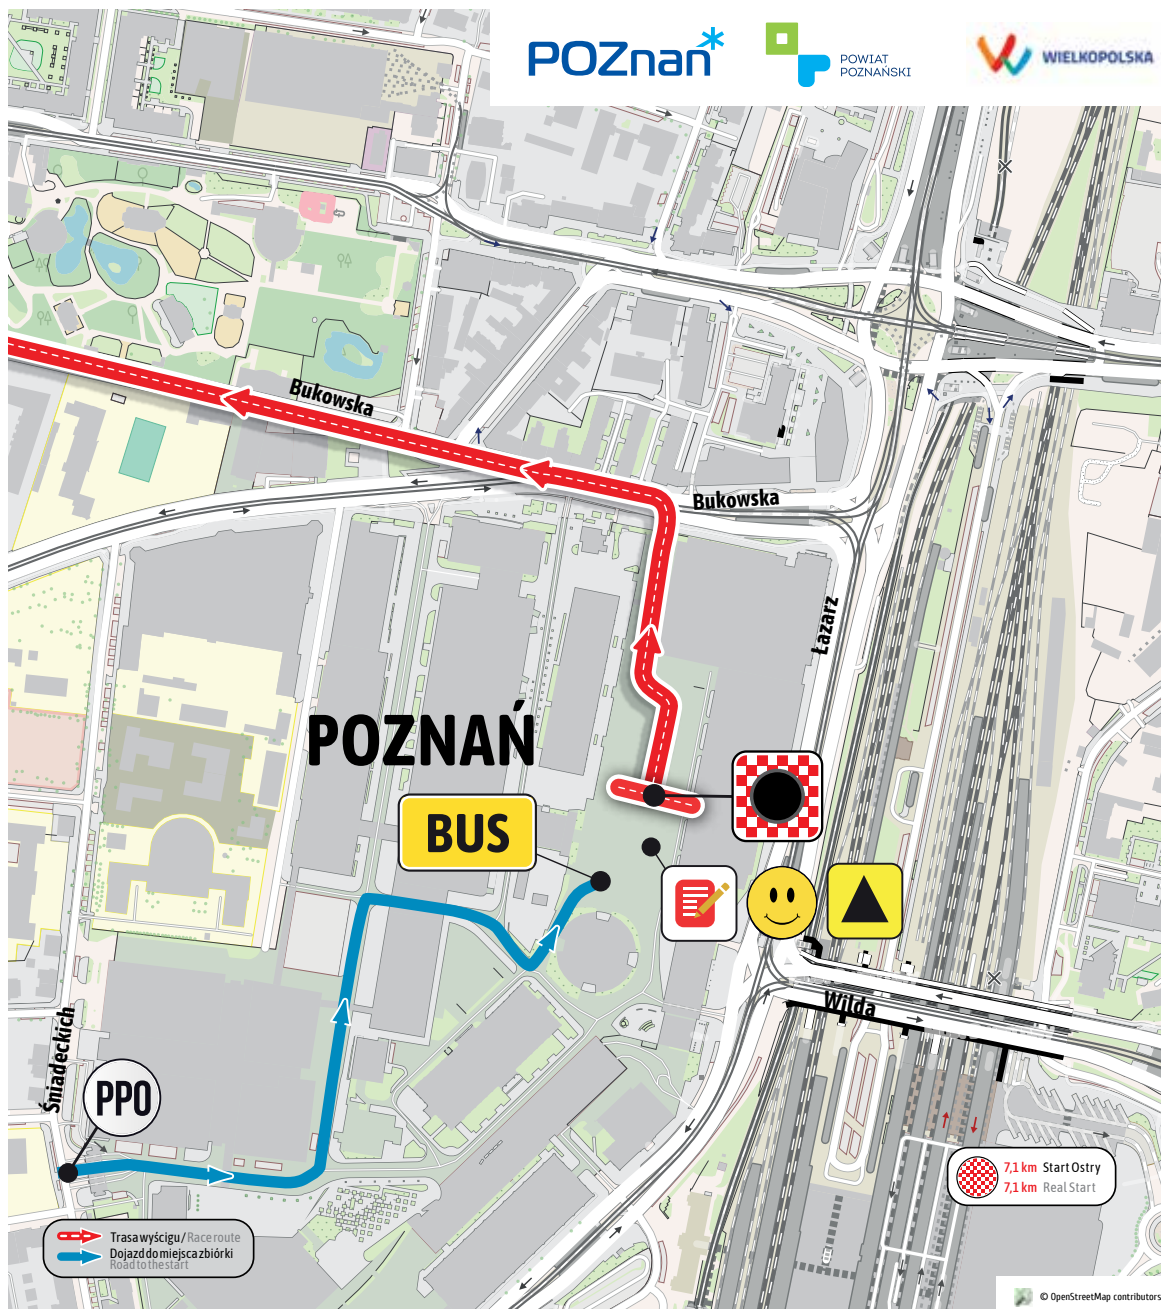 POZnań*
POWIAT
POZNAŃSKI
WIELKOPOLSKA
Bukowska
Bukowska
Łazarz
POZNAŃ
BUS
Wilda
Śniadeckich
PPO
7,1 km Start Ostry
7,1 km Real Start
Trasa wyścigu / Race route
Dojazd do miejsca zbiórki
Road to the start
© OpenStreetMap contributors